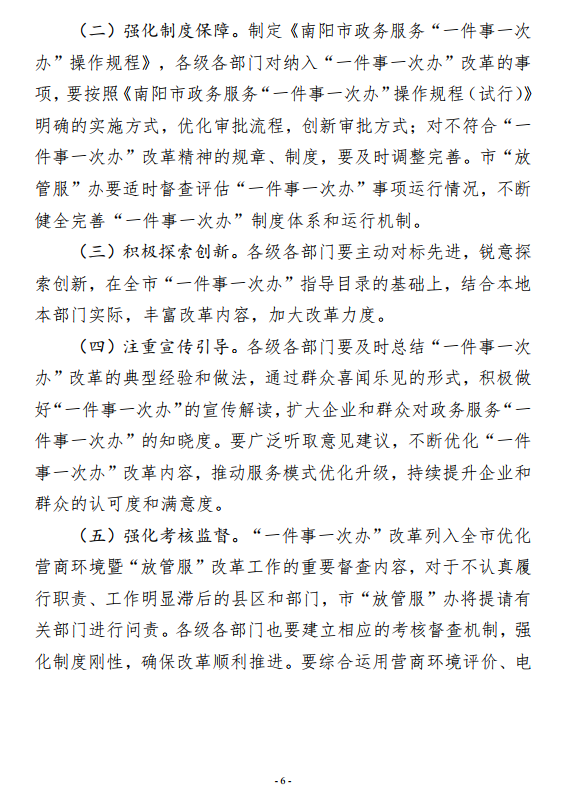 （二）强化制度保障。制定《南阳市政务服务“一件事一次
办”操作规程》，各级各部门对纳入“一件事一次办”改革的事
项，要按照《南阳市政务服务“一件事一次办”操作规程（试行）》
明确的实施方式，优化审批流程，创新审批方式；对不符合“一
件事一次办”改革精神的规章、制度，要及时调整完善。市“放
管服”办要适时督查评估“一件事一次办”事项运行情况，不断
健全完善“一件事一次办”制度体系和运行机制。
（三）积极探索创新。各级各部门要主动对标先进，锐意探
索创新，在全市“一件事一次办”指导目录的基础上，结合本地
本部门实际，丰富改革内容，加大改革力度。
（四）注重宣传引导。各级各部门要及时总结“一件事一次
办”改革的典型经验和做法，通过群众喜闻乐见的形式，积极做
好“一件事一次办”的宣传解读，扩大企业和群众对政务服务“一
件事一次办”的知晓度。要广泛听取意见建议，不断优化“一件
事一次办”改革内容，推动服务模式优化升级，持续提升企业和
群众的认可度和满意度。
（五）强化考核监督。“一件事一次办”改革列入全市优化
营商环境暨“放管服”改革工作的重要督查内容，对于不认真履
行职责、工作明显滞后的县区和部门，市“放管服”办将提请有
关部门进行问责。各级各部门也要建立相应的考核督查机制，强
化制度刚性，确保改革顺利推进。要综合运用营商环境评价、电
- 6 -